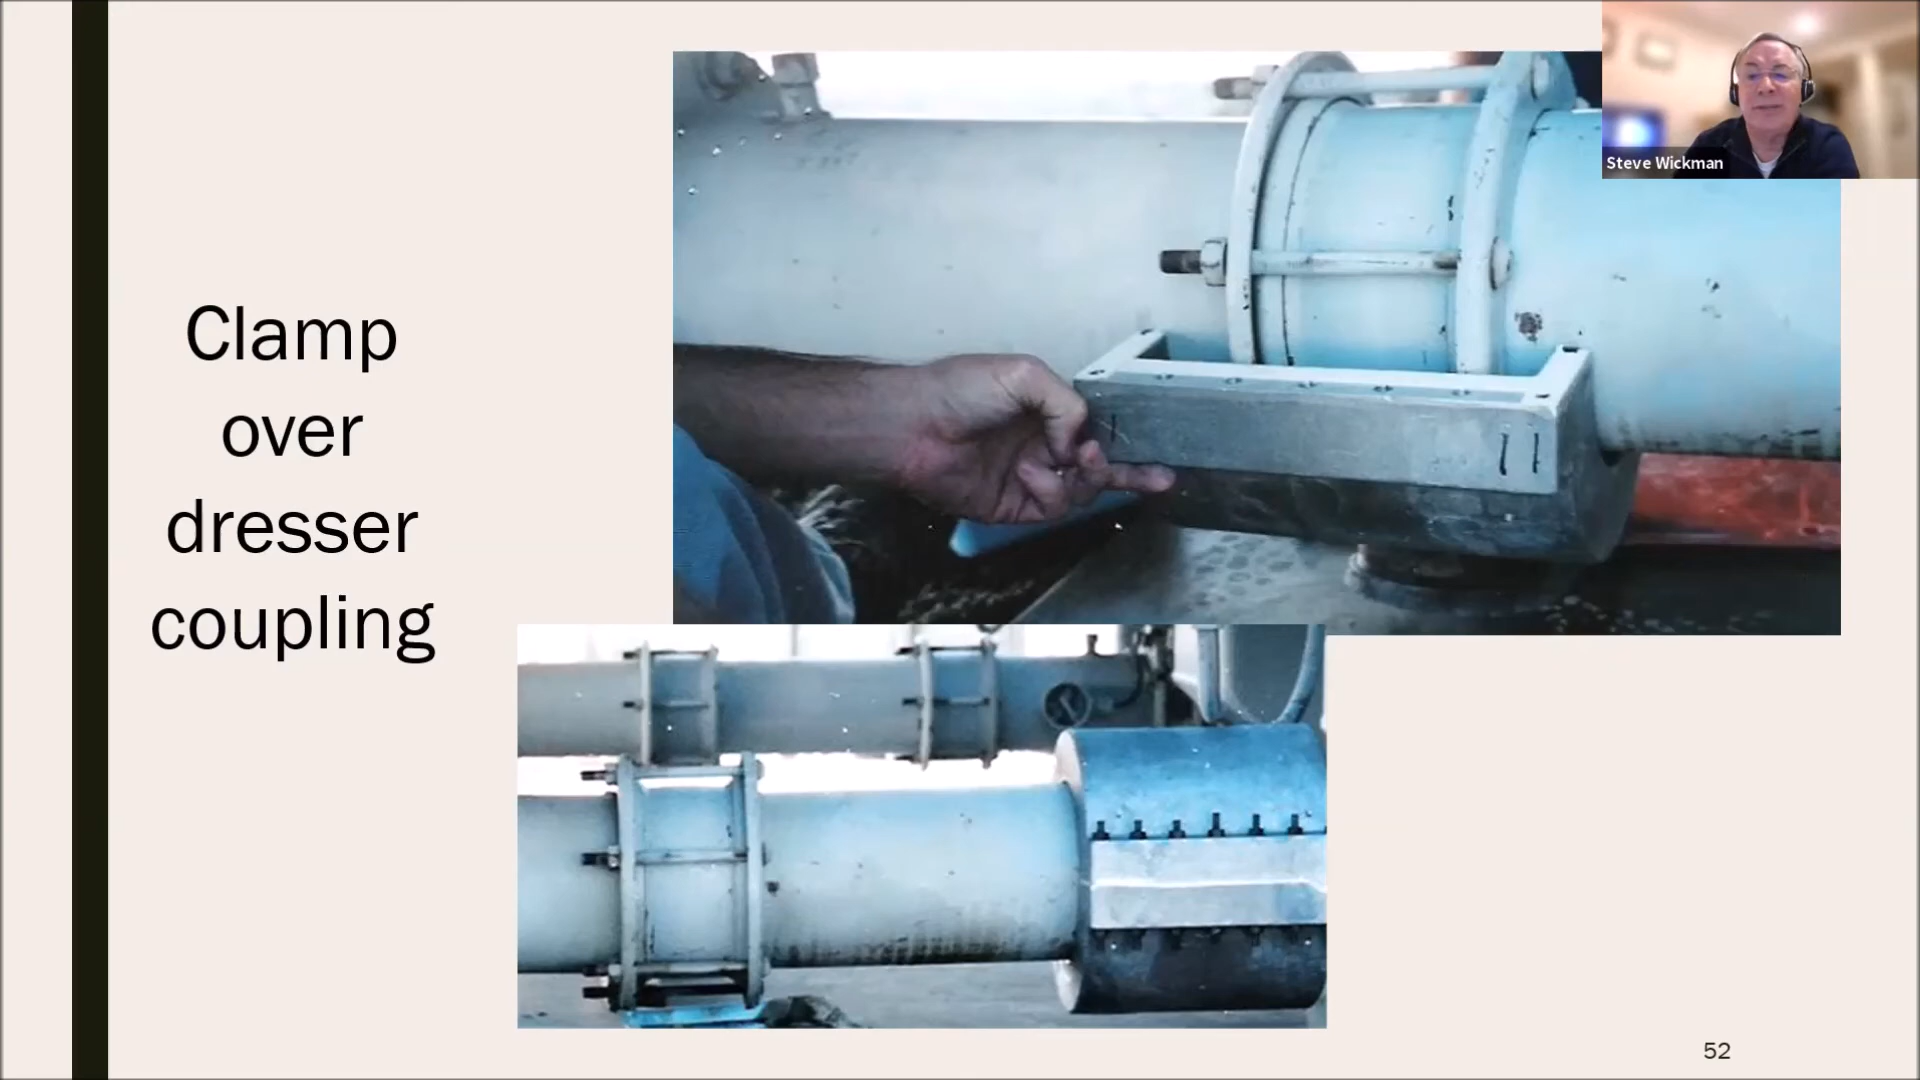 Clamp
over
dresser
coupling
Steve Wickman
52